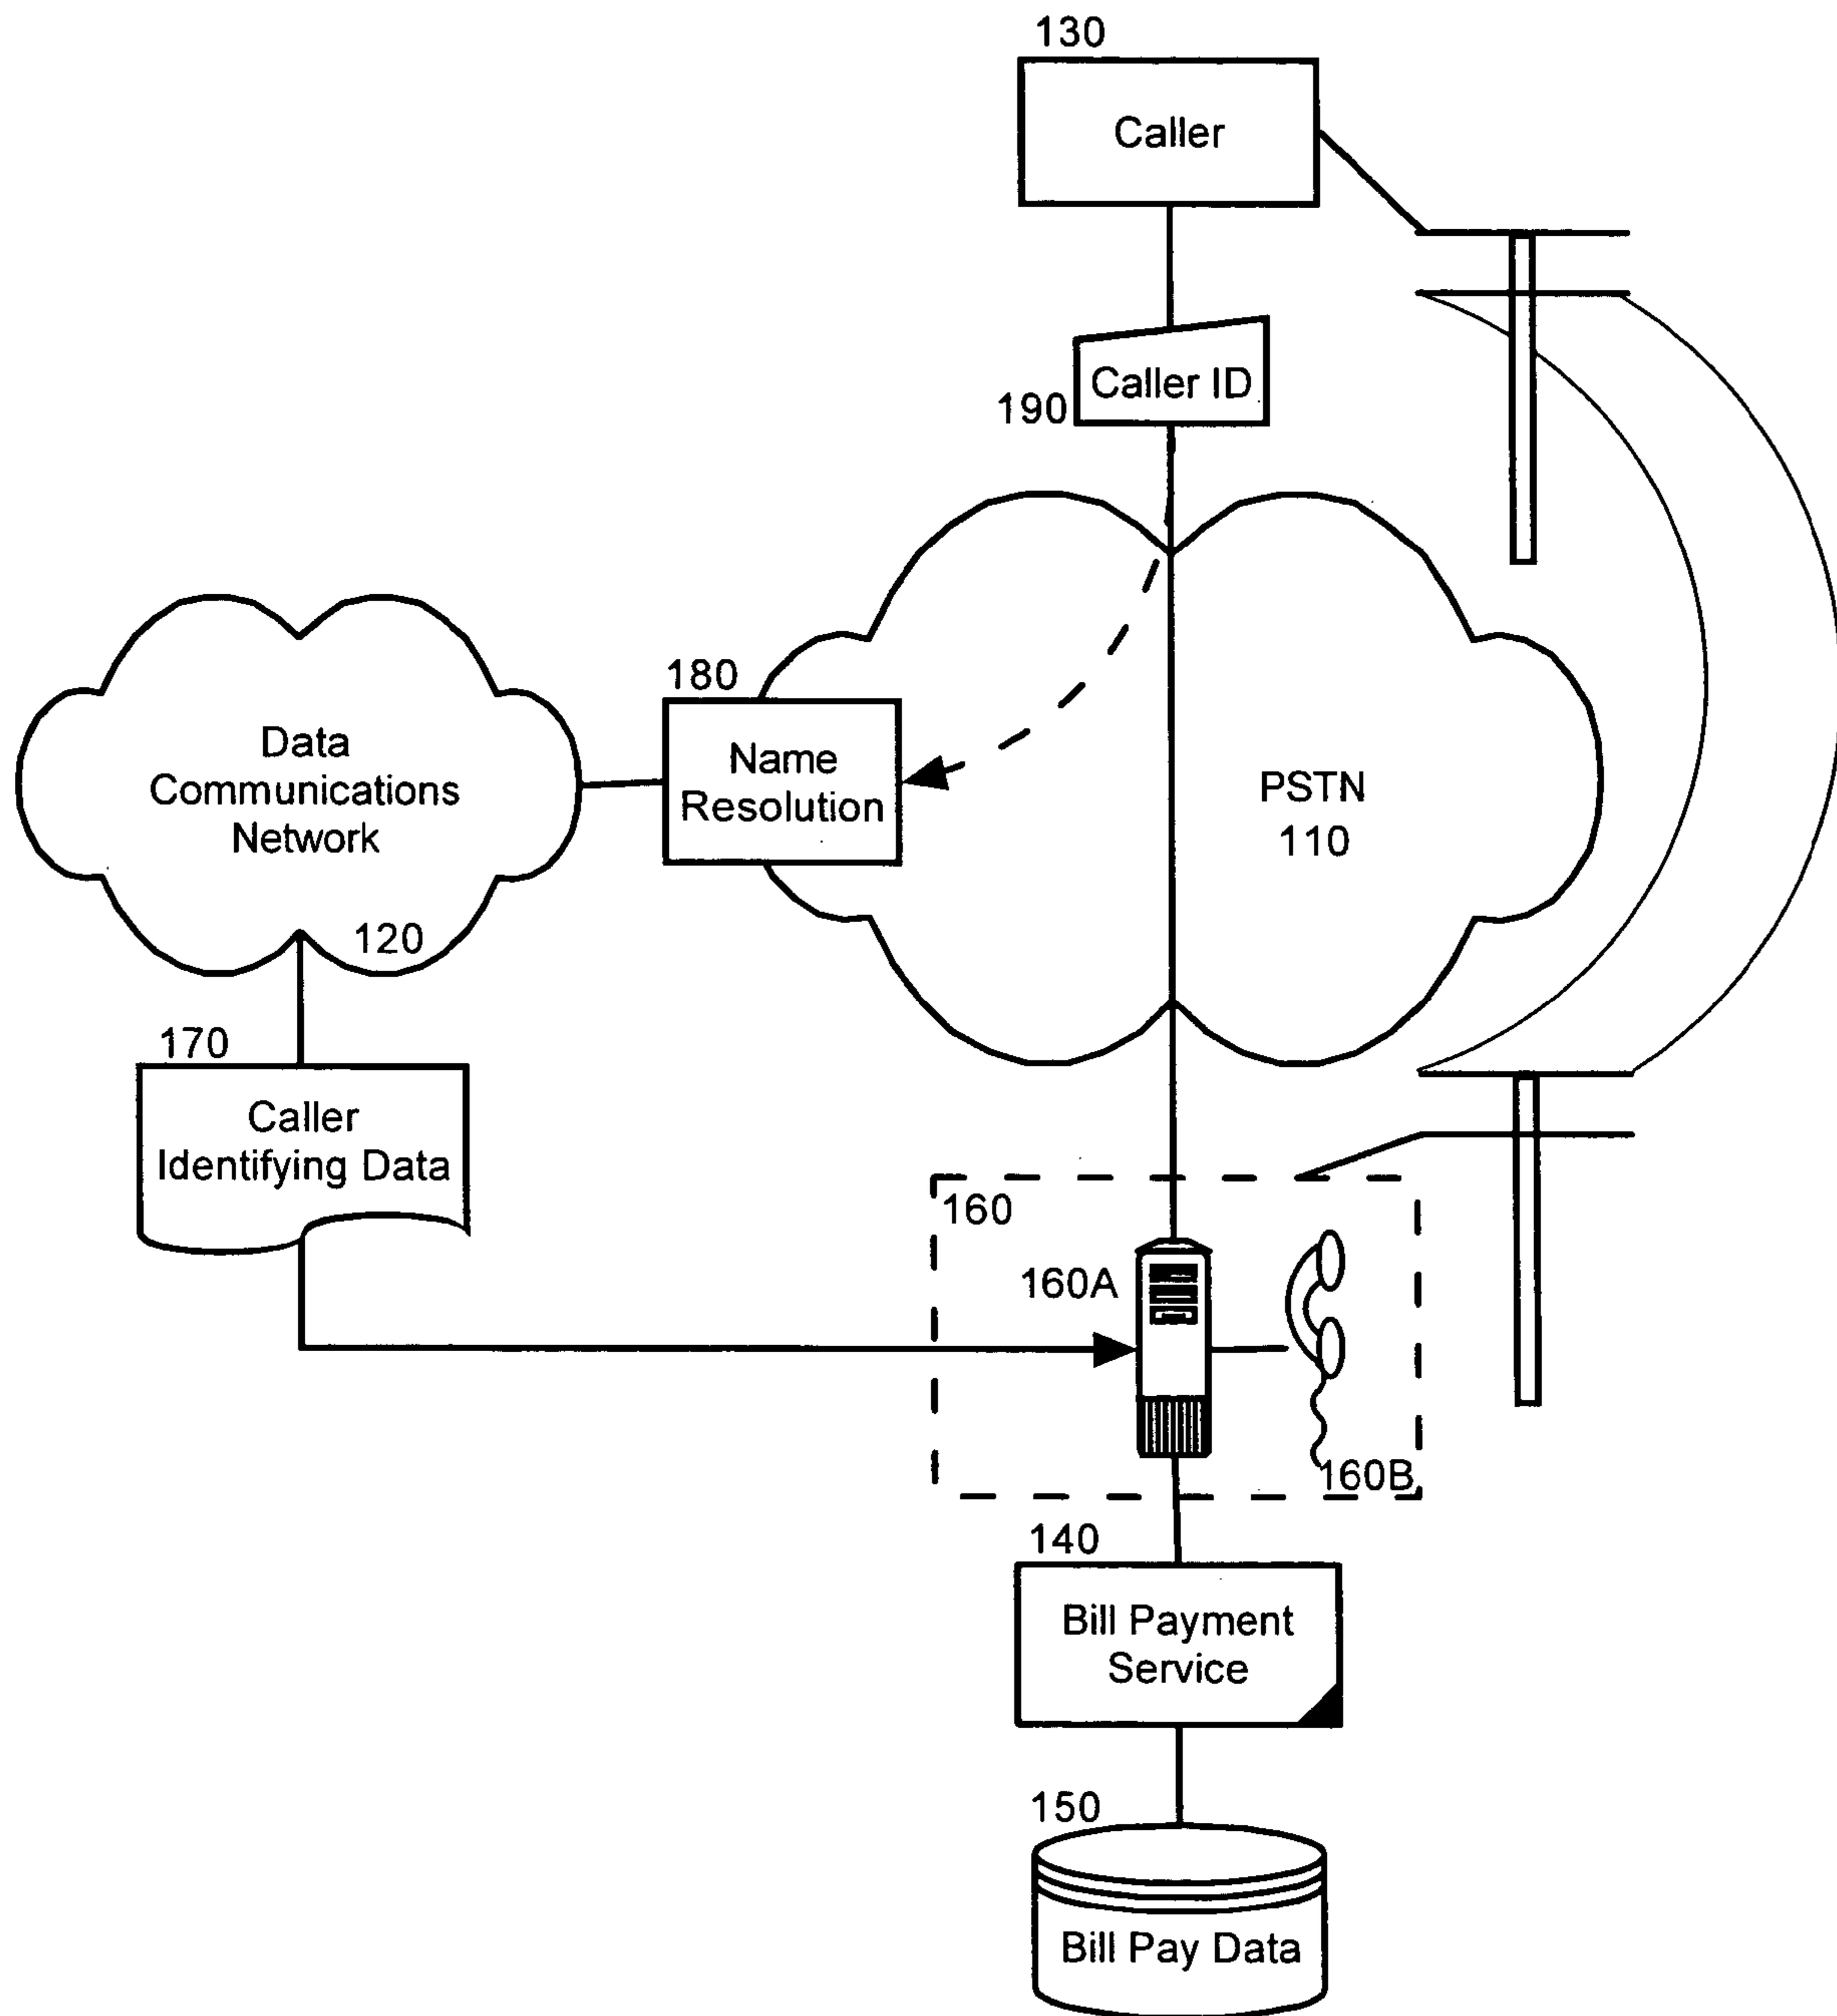 130
Caller
Caller ID
190
180
Name
Resolution
Data
Communications
Network
120
PSTN
110
170
Caller
Identifying Data
160
160A
160B
140
Bill Payment
Service
150
Bill Pay Data